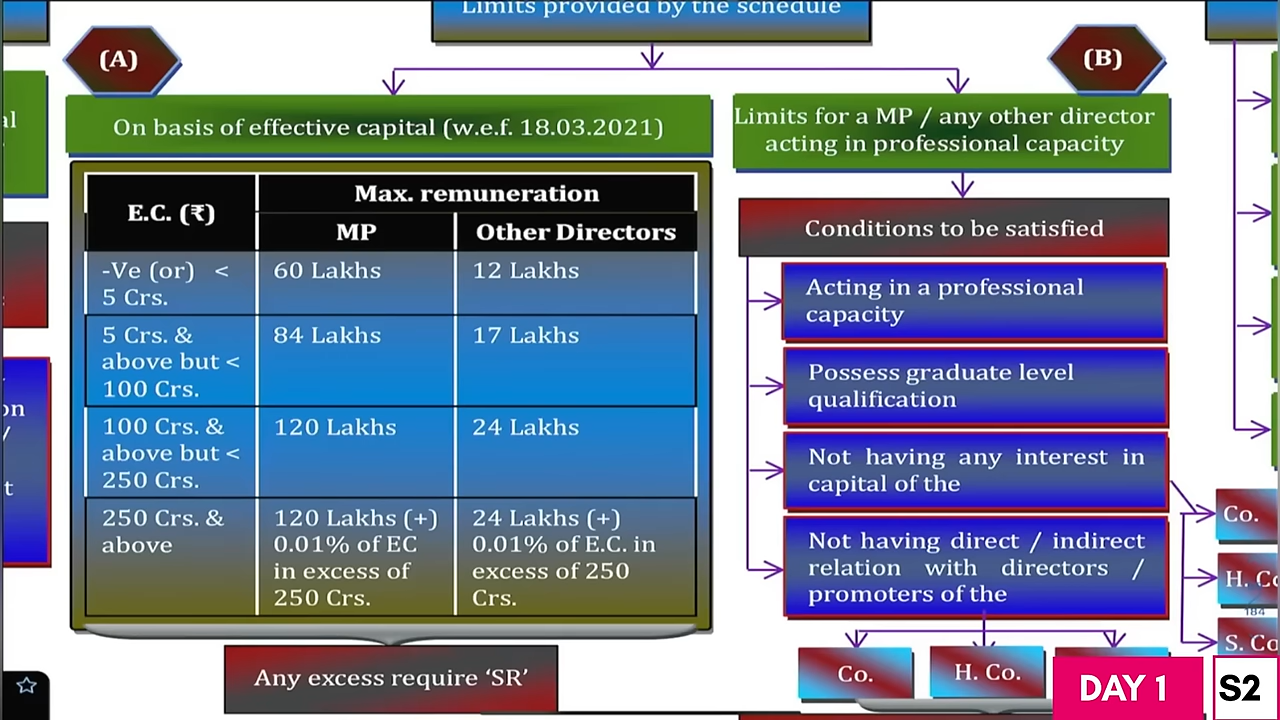 Limits provided by the schedule
(A)
(B)
On basis of effective capital (w.e.f. 18.03.2021)
E.C. (₹)
Max. remuneration
MP
Other Directors
-Ve (or) <
5 Crs.
60 Lakhs
12 Lakhs
5 Crs. &
above but <
100 Crs.
84 Lakhs
17 Lakhs
100 Crs. &
above but <
250 Crs.
120 Lakhs
24 Lakhs
250 Crs. &
above
120 Lakhs (+)
0.01% of EC
in excess of
250 Crs.
24 Lakhs (+)
0.01% of E.C. in
excess of 250
Crs.
Any excess require ‘SR’
Limits for a MP / any other director
acting in professional capacity
Conditions to be satisfied
Acting in a professional
capacity
Possess graduate level
qualification
Not having any interest in
capital of the
Not having direct / indirect
relation with directors /
promoters of the
Co.
H. Co.
Co.
H. Co
184
S. Co
DAY 1
S2